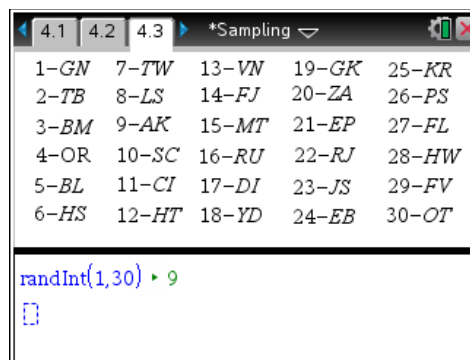 4.1 4.2 4.3 *Sampling
1-GN 7-TW 13-VN 19-GK 25-KR
2-TB 8-LS 14-FJ 20-ZA 26-PS
3-BM 9-AK 15-MT 21-EP 27-FL
4-OR 10-SC 16-RU 22-RJ 28-HW
5-BL 11-CI 17-DI 23-JS 29-FV
6-HS 12-HT 18-YD 24-EB 30-OT
randInt(1,30) ▸ 9